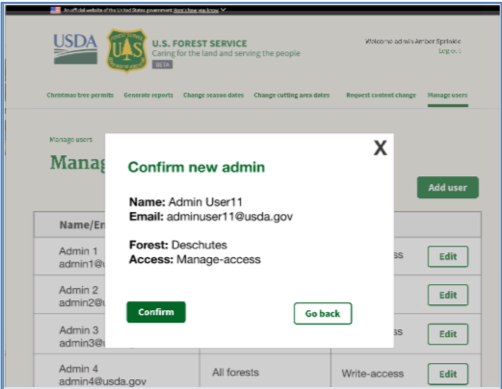 An official website of the United States government Here's how you know
USDA
U.S. FOREST SERVICE
Caring for the land and serving the people
BETA
Welcome admin Amber Sprinkle
Log out
Christmas tree permits Generate reports Change season dates Change cutting area dates Request content change Manage users
Manage users
Manag
X
Confirm new admin
Name: Admin User11
Email: adminuser11@usda.gov
Forest: Deschutes
Access: Manage-access
Confirm Go back
Add user
Name/En
Admin 1
admin1@u
ss
Edit
Admin 2
admin2@u
Edit
Admin 3
admin3@u
ss
Edit
Admin 4
admin4@usda.gov
All forests
Write-access
Edit